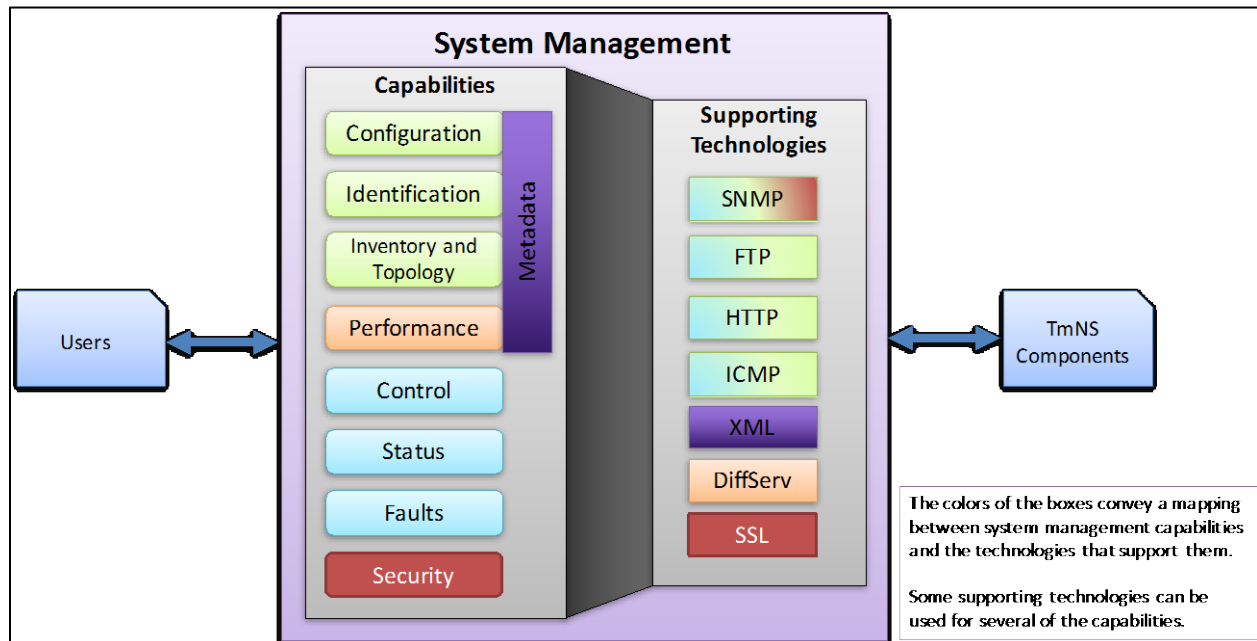 System Management
Capabilities
Configuration
Identification
Inventory and
Topology
Performance
Control
Status
Faults
Security
Metadata
Supporting
Technologies
SNMP
FTP
HTTP
ICMP
XML
DiffServ
SSL
Users
TmNS
Components
The colors of the boxes convey a mapping
between system management capabilities
and the technologies that support them.
Some supporting technologies can be
used for several of the capabilities.